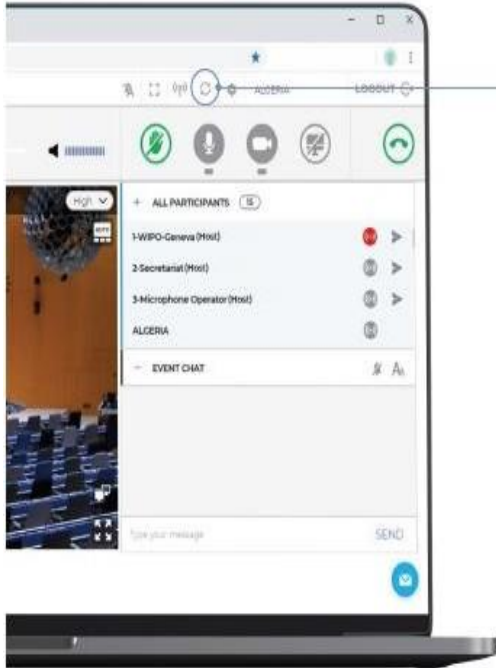 ALGERIA
LOGOUT
High
+ ALL PARTICIPANTS
1-WIPO-Geneva (Host)
2-Secretariat (Host)
3-Microphone Operator (Host)
ALGERIA
− EVENT CHAT
Type your message
SEND